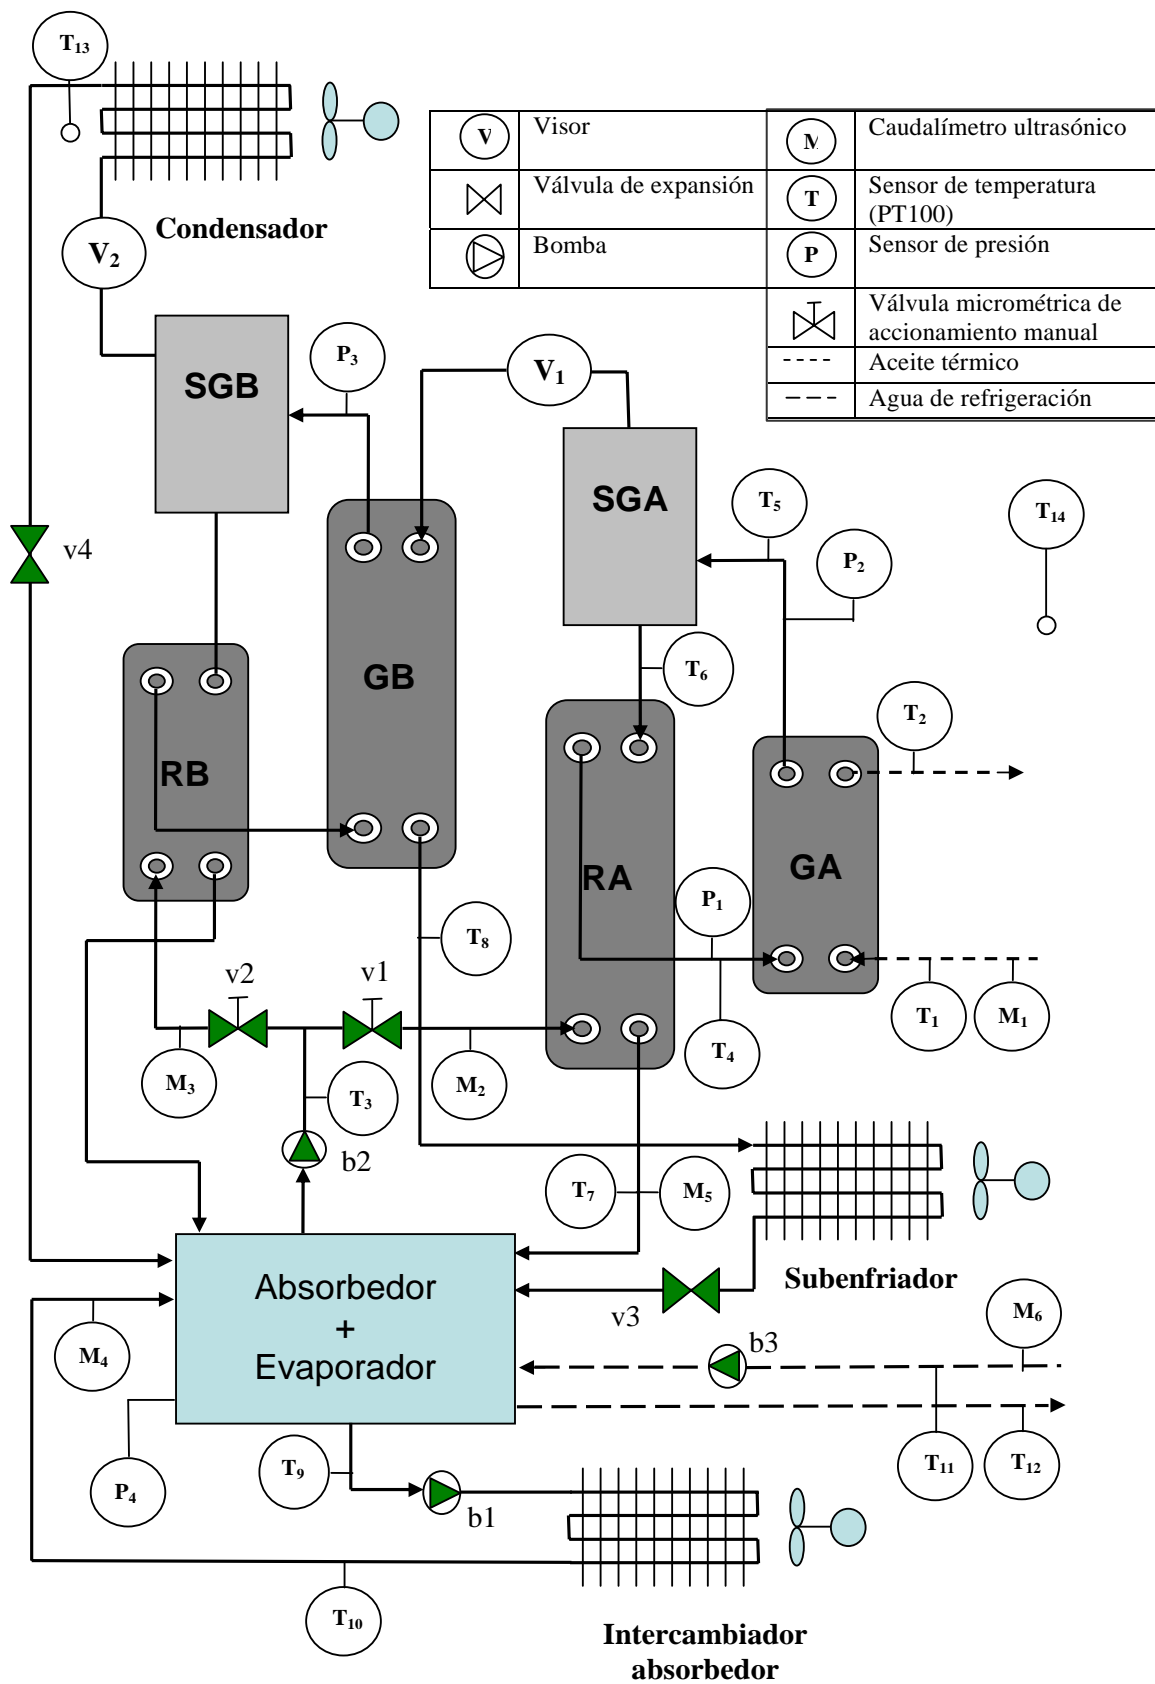 T13
V Visor
M Caudalímetro ultrasónico
Válvula de expansión
T Sensor de temperatura
(PT100)
Bomba
P Sensor de presión
Válvula micrométrica de
accionamiento manual
Aceite térmico
Agua de refrigeración
Condensador
V2
SGB
P3
V1
SGA
T5
T14
P2
v4
GB
T6
T2
RB
RA
GA
P1
T8
v2
v1
T1
M1
T4
M3
T3
M2
b2
T7
M5
Absorbedor
+
Evaporador
Subenfriador
v3
M6
M4
b3
T9
T11
T12
P4
b1
T10
Intercambiador
absorbedor